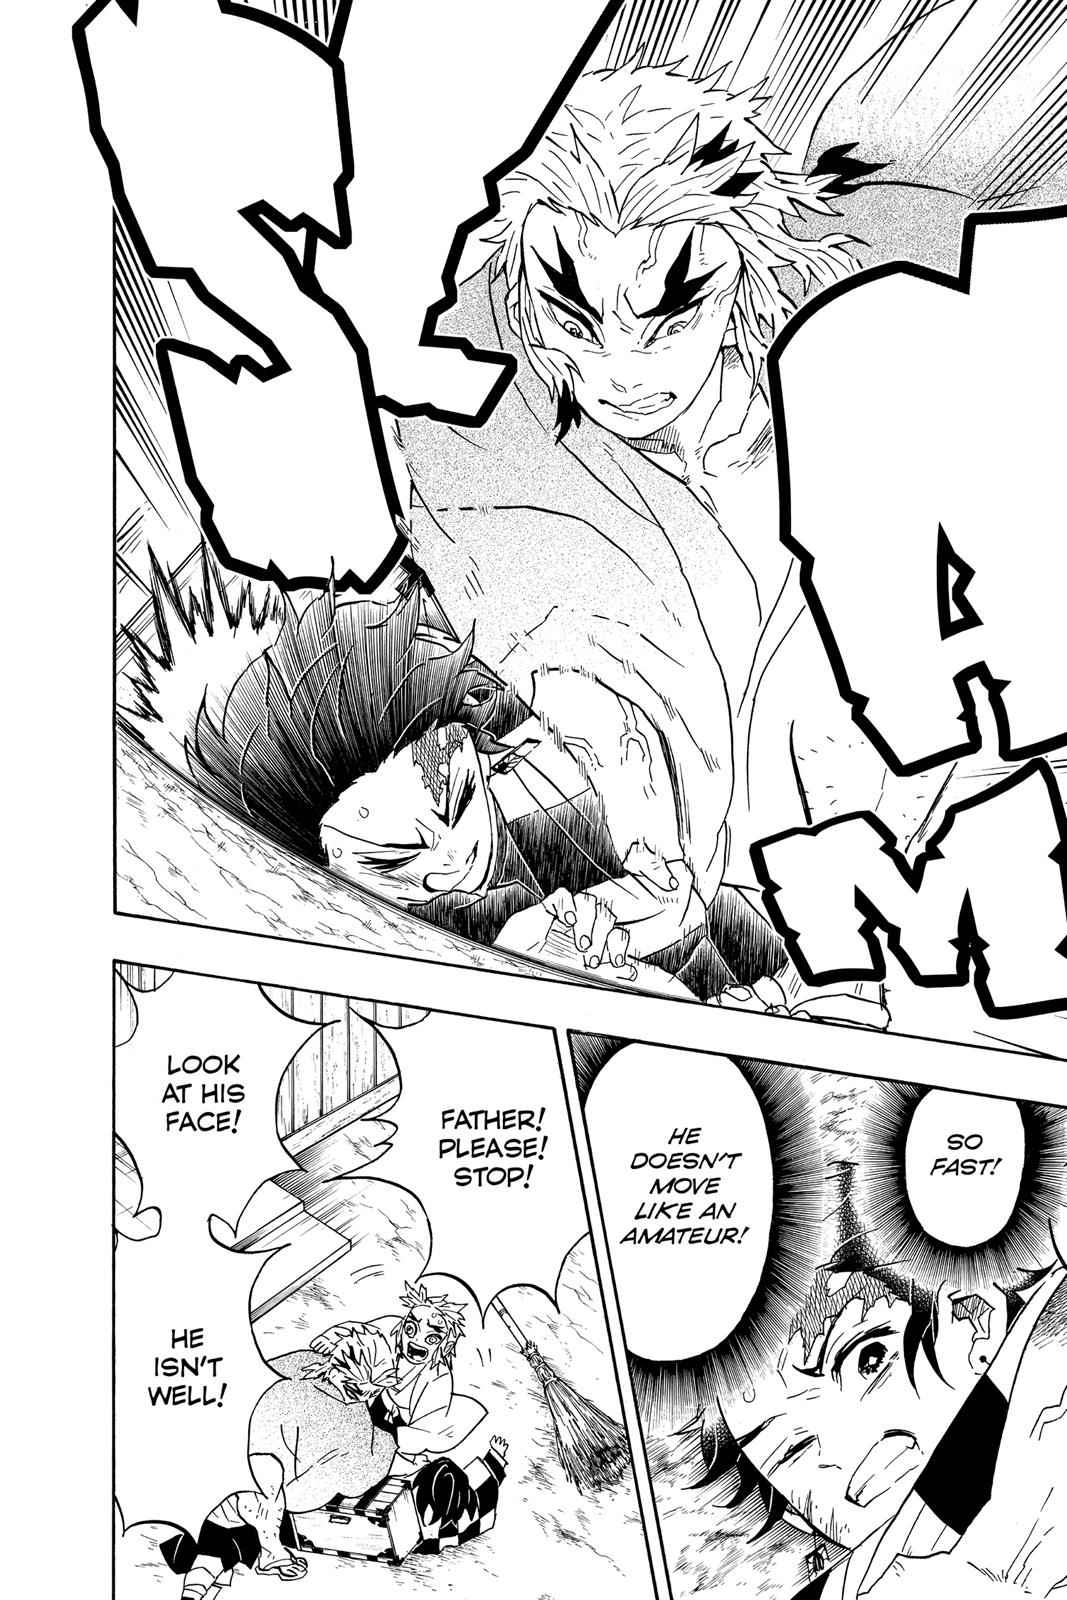 SO
FAST!
HE
DOESN'T
MOVE
LIKE AN
AMATEUR!
FATHER!
PLEASE!
STOP!
LOOK
AT HIS
FACE!
HE
ISN'T
WELL!